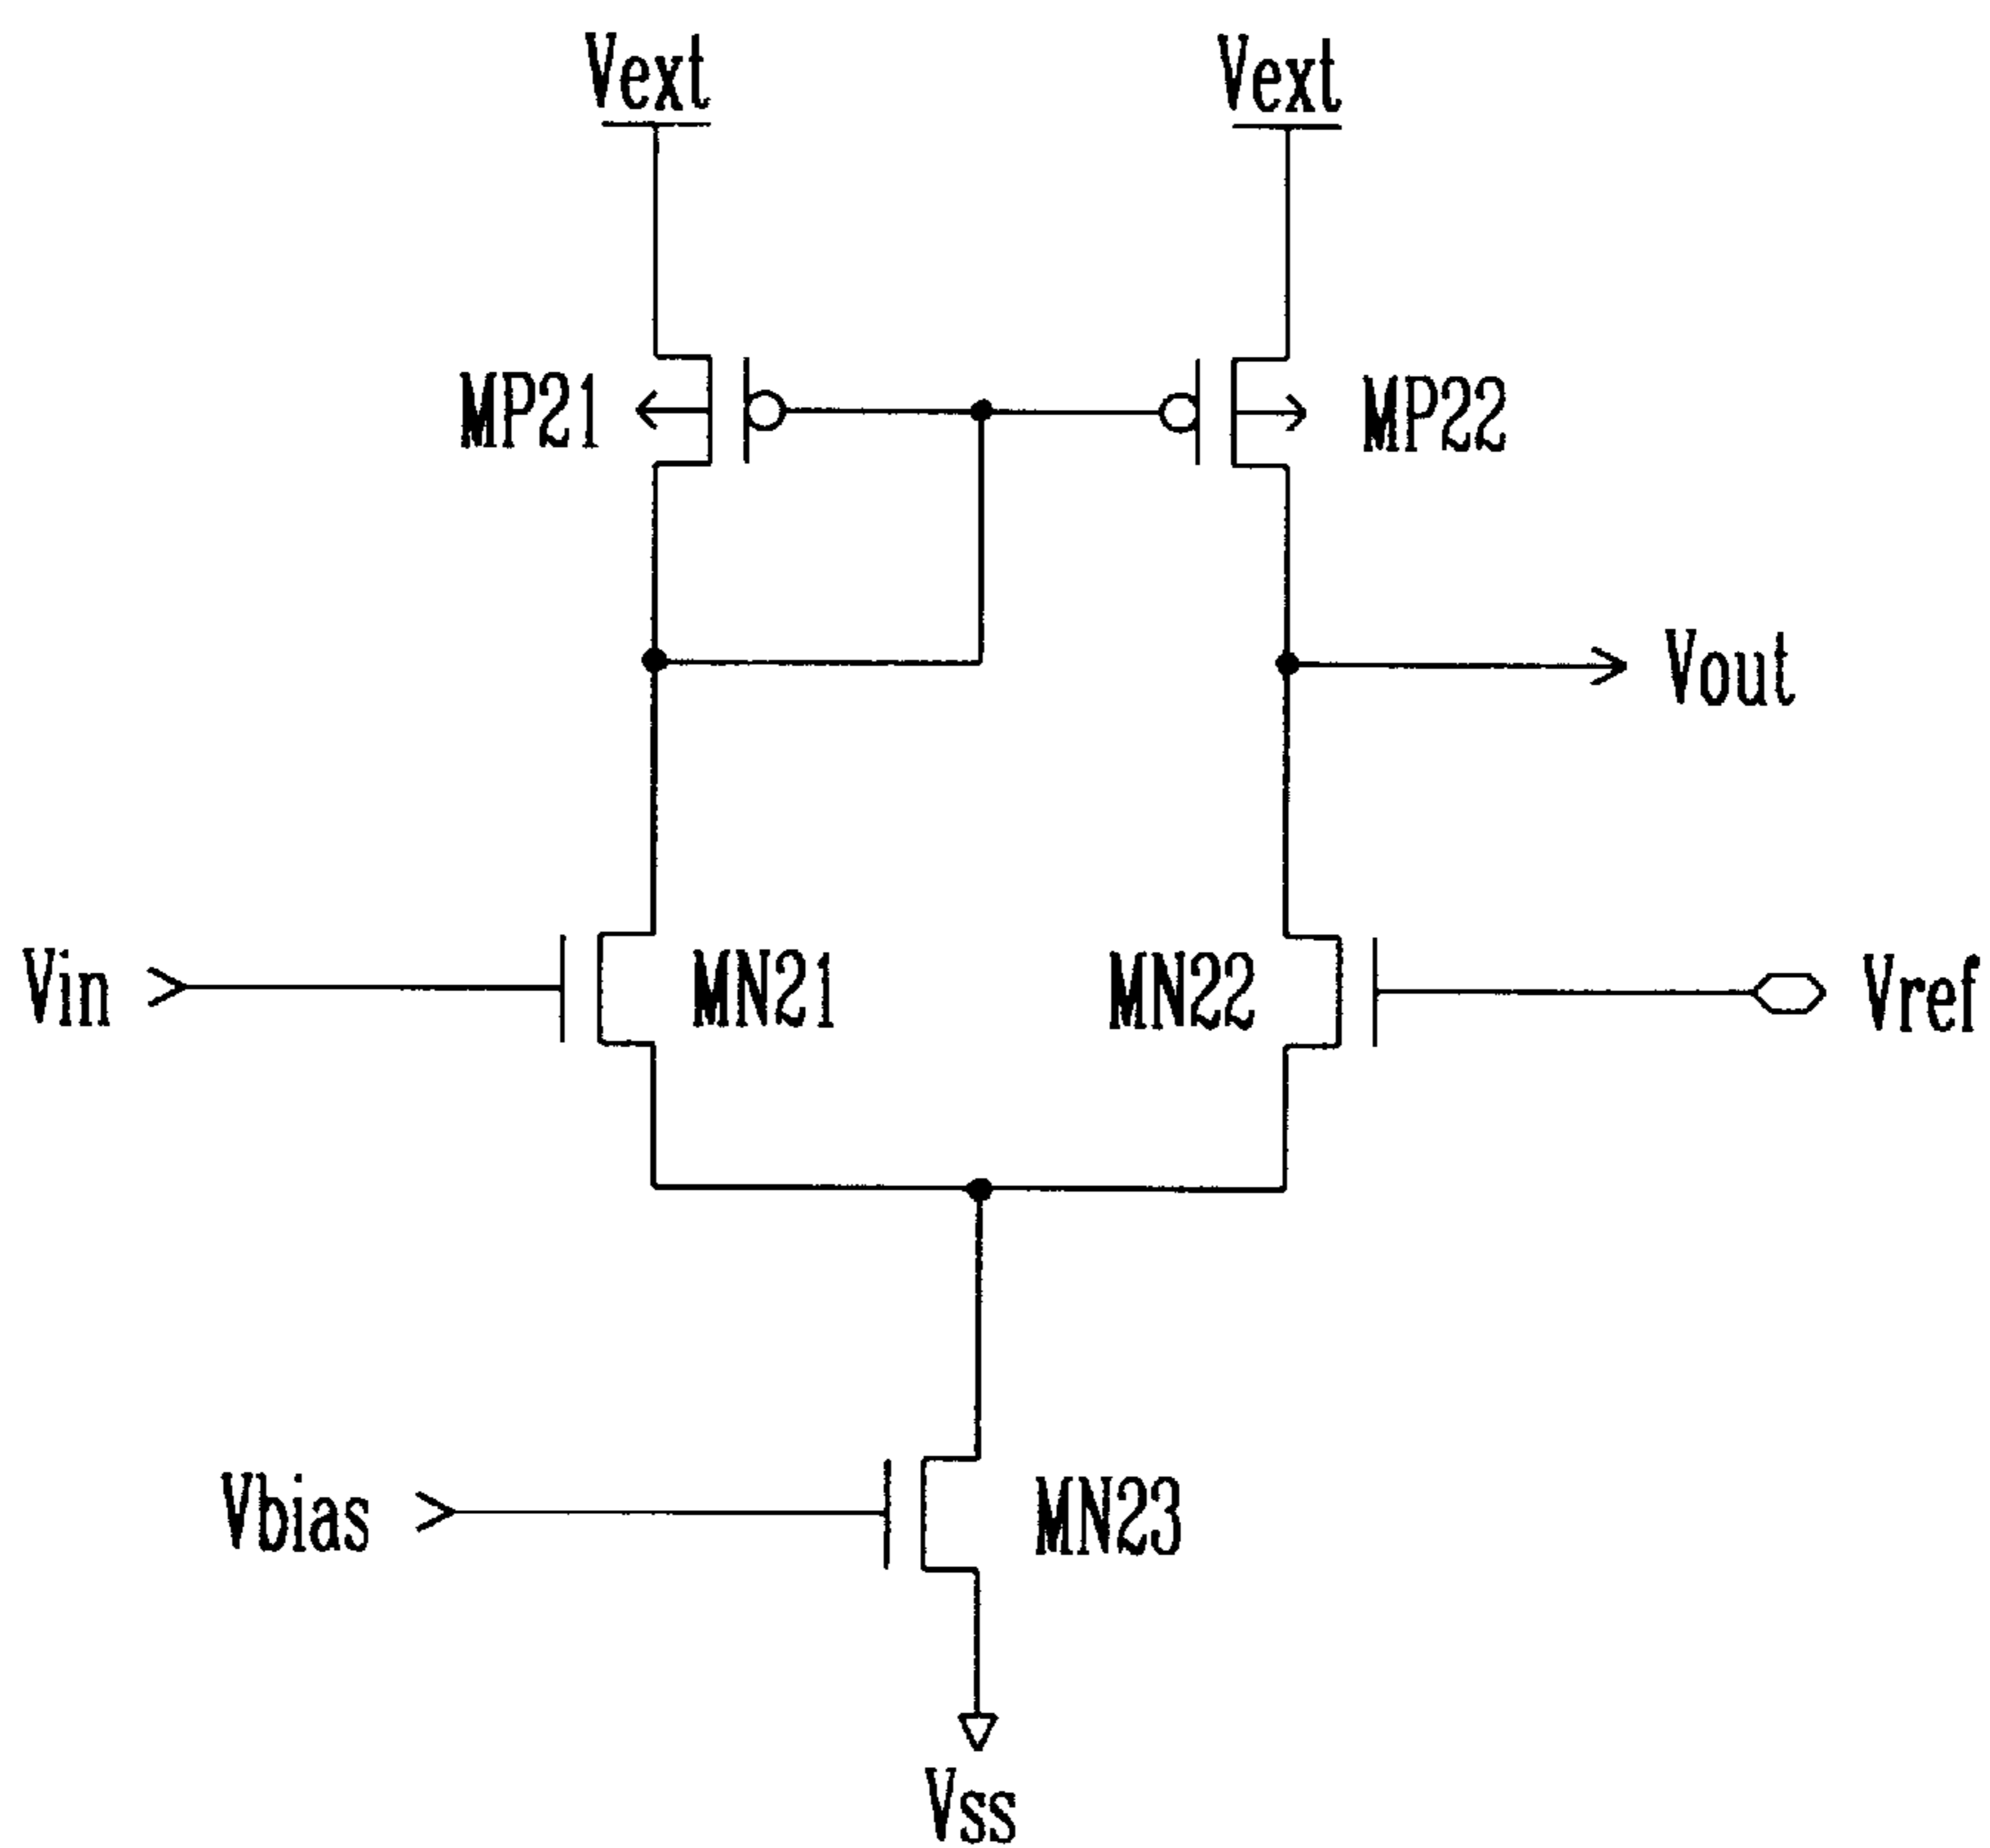 Vext
Vext
MP21
MP22
Vout
Vin
MN21
MN22
Vref
Vbias
MN23
Vss